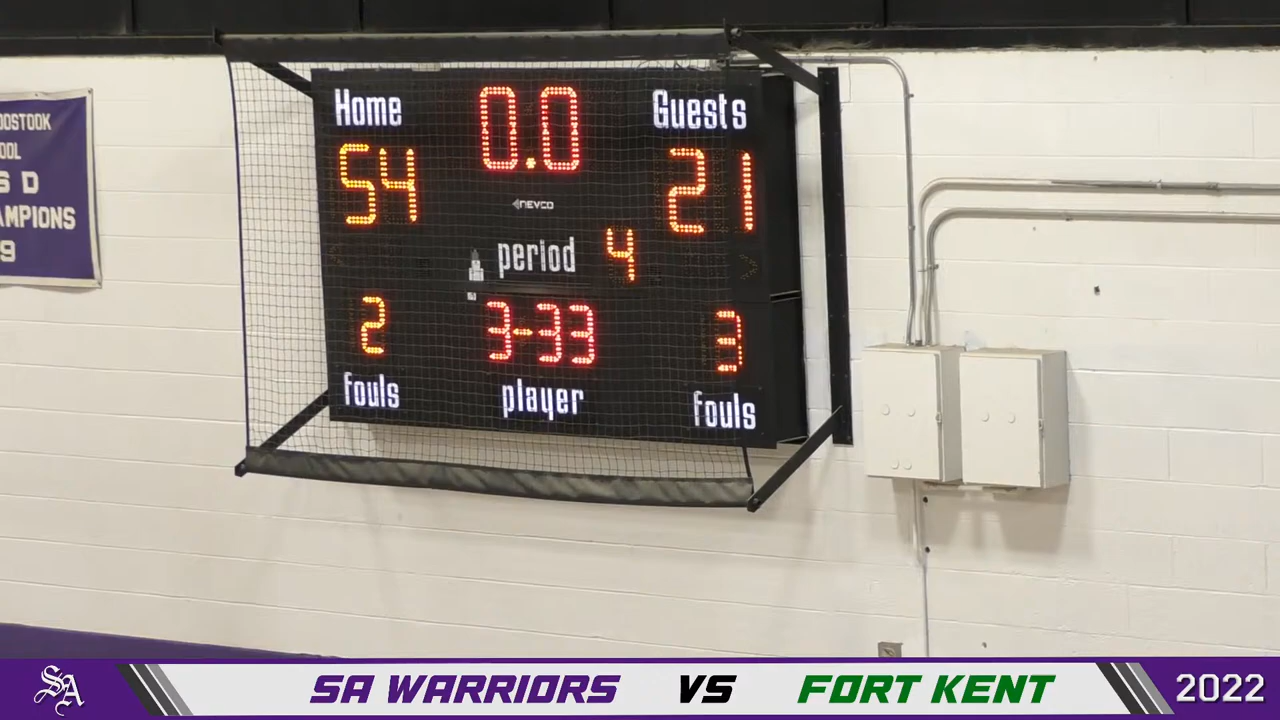 OOSTOOK
OOL
S D
AMPIONS
9
Home
0.0
Guests
54
21
NEVCO
period
4
2
3-33
3
fouls
player
fouls
SA
SA WARRIORS VS FORT KENT
2022